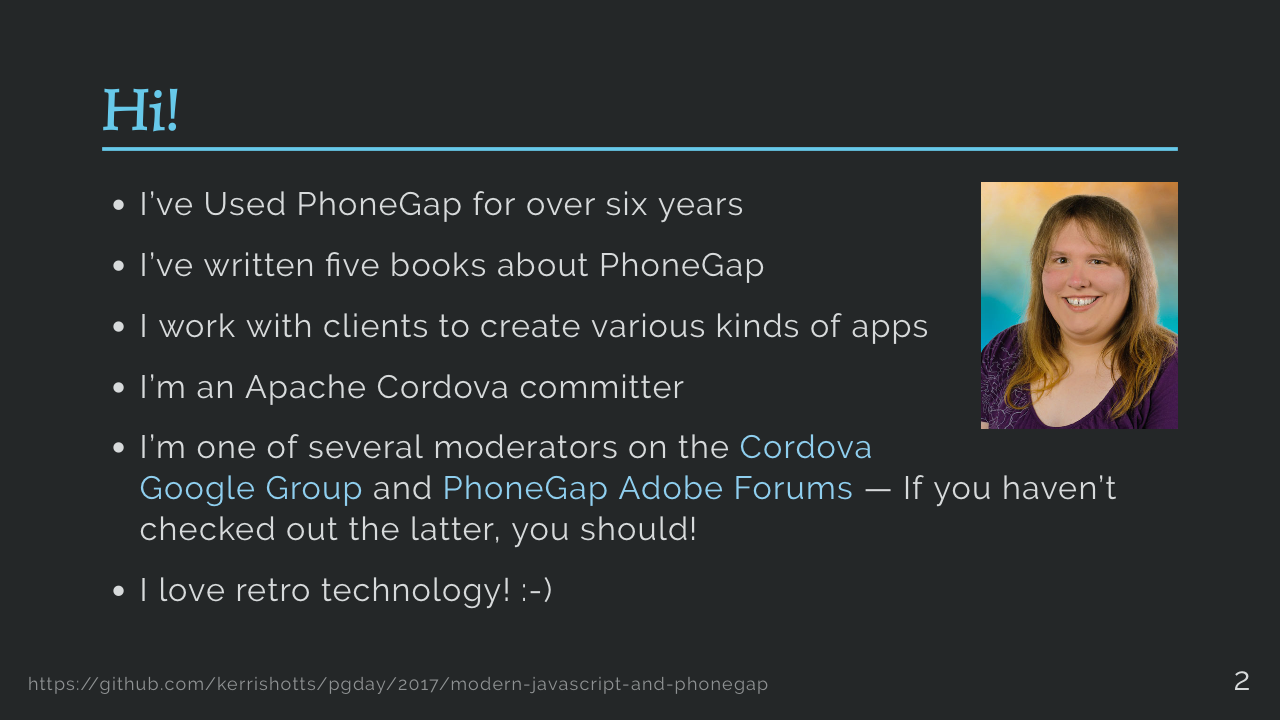 Hi!
• I’ve Used PhoneGap for over six years
• I’ve written five books about PhoneGap
• I work with clients to create various kinds of apps
• I’m an Apache Cordova committer
• I’m one of several moderators on the Cordova
Google Group and PhoneGap Adobe Forums — If you haven’t
checked out the latter, you should!
• I love retro technology! :-)
https://github.com/kerrishotts/pgday/2017/modern-javascript-and-phonegap
2